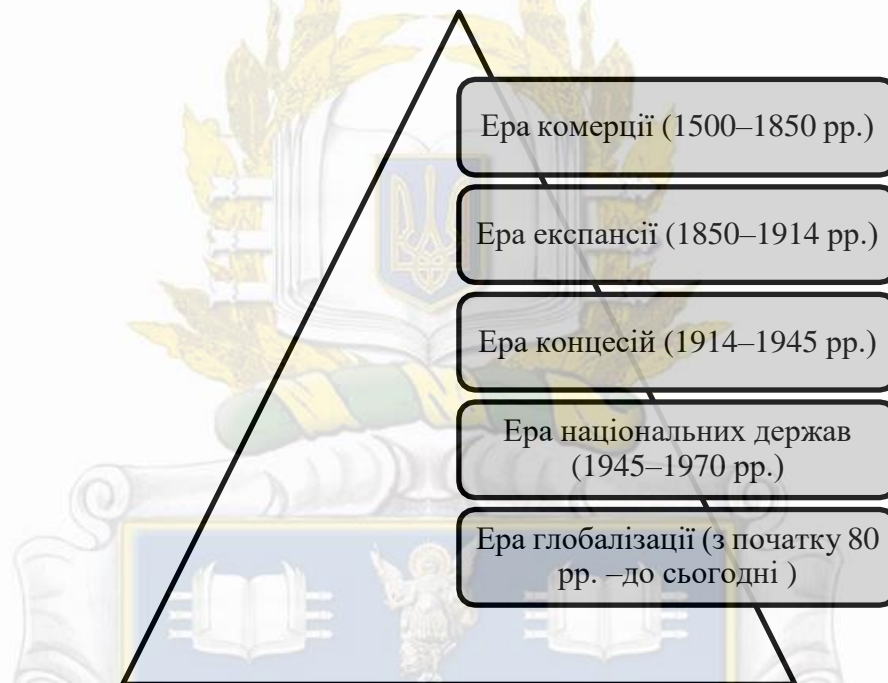 Ера комерції (1500–1850 рр.)
Ера експансії (1850–1914 рр.)
Ера концесій (1914–1945 рр.)
Ера національних держав
(1945–1970 рр.)
Ера глобалізації (з початку 80
рр. –до сьогодні )